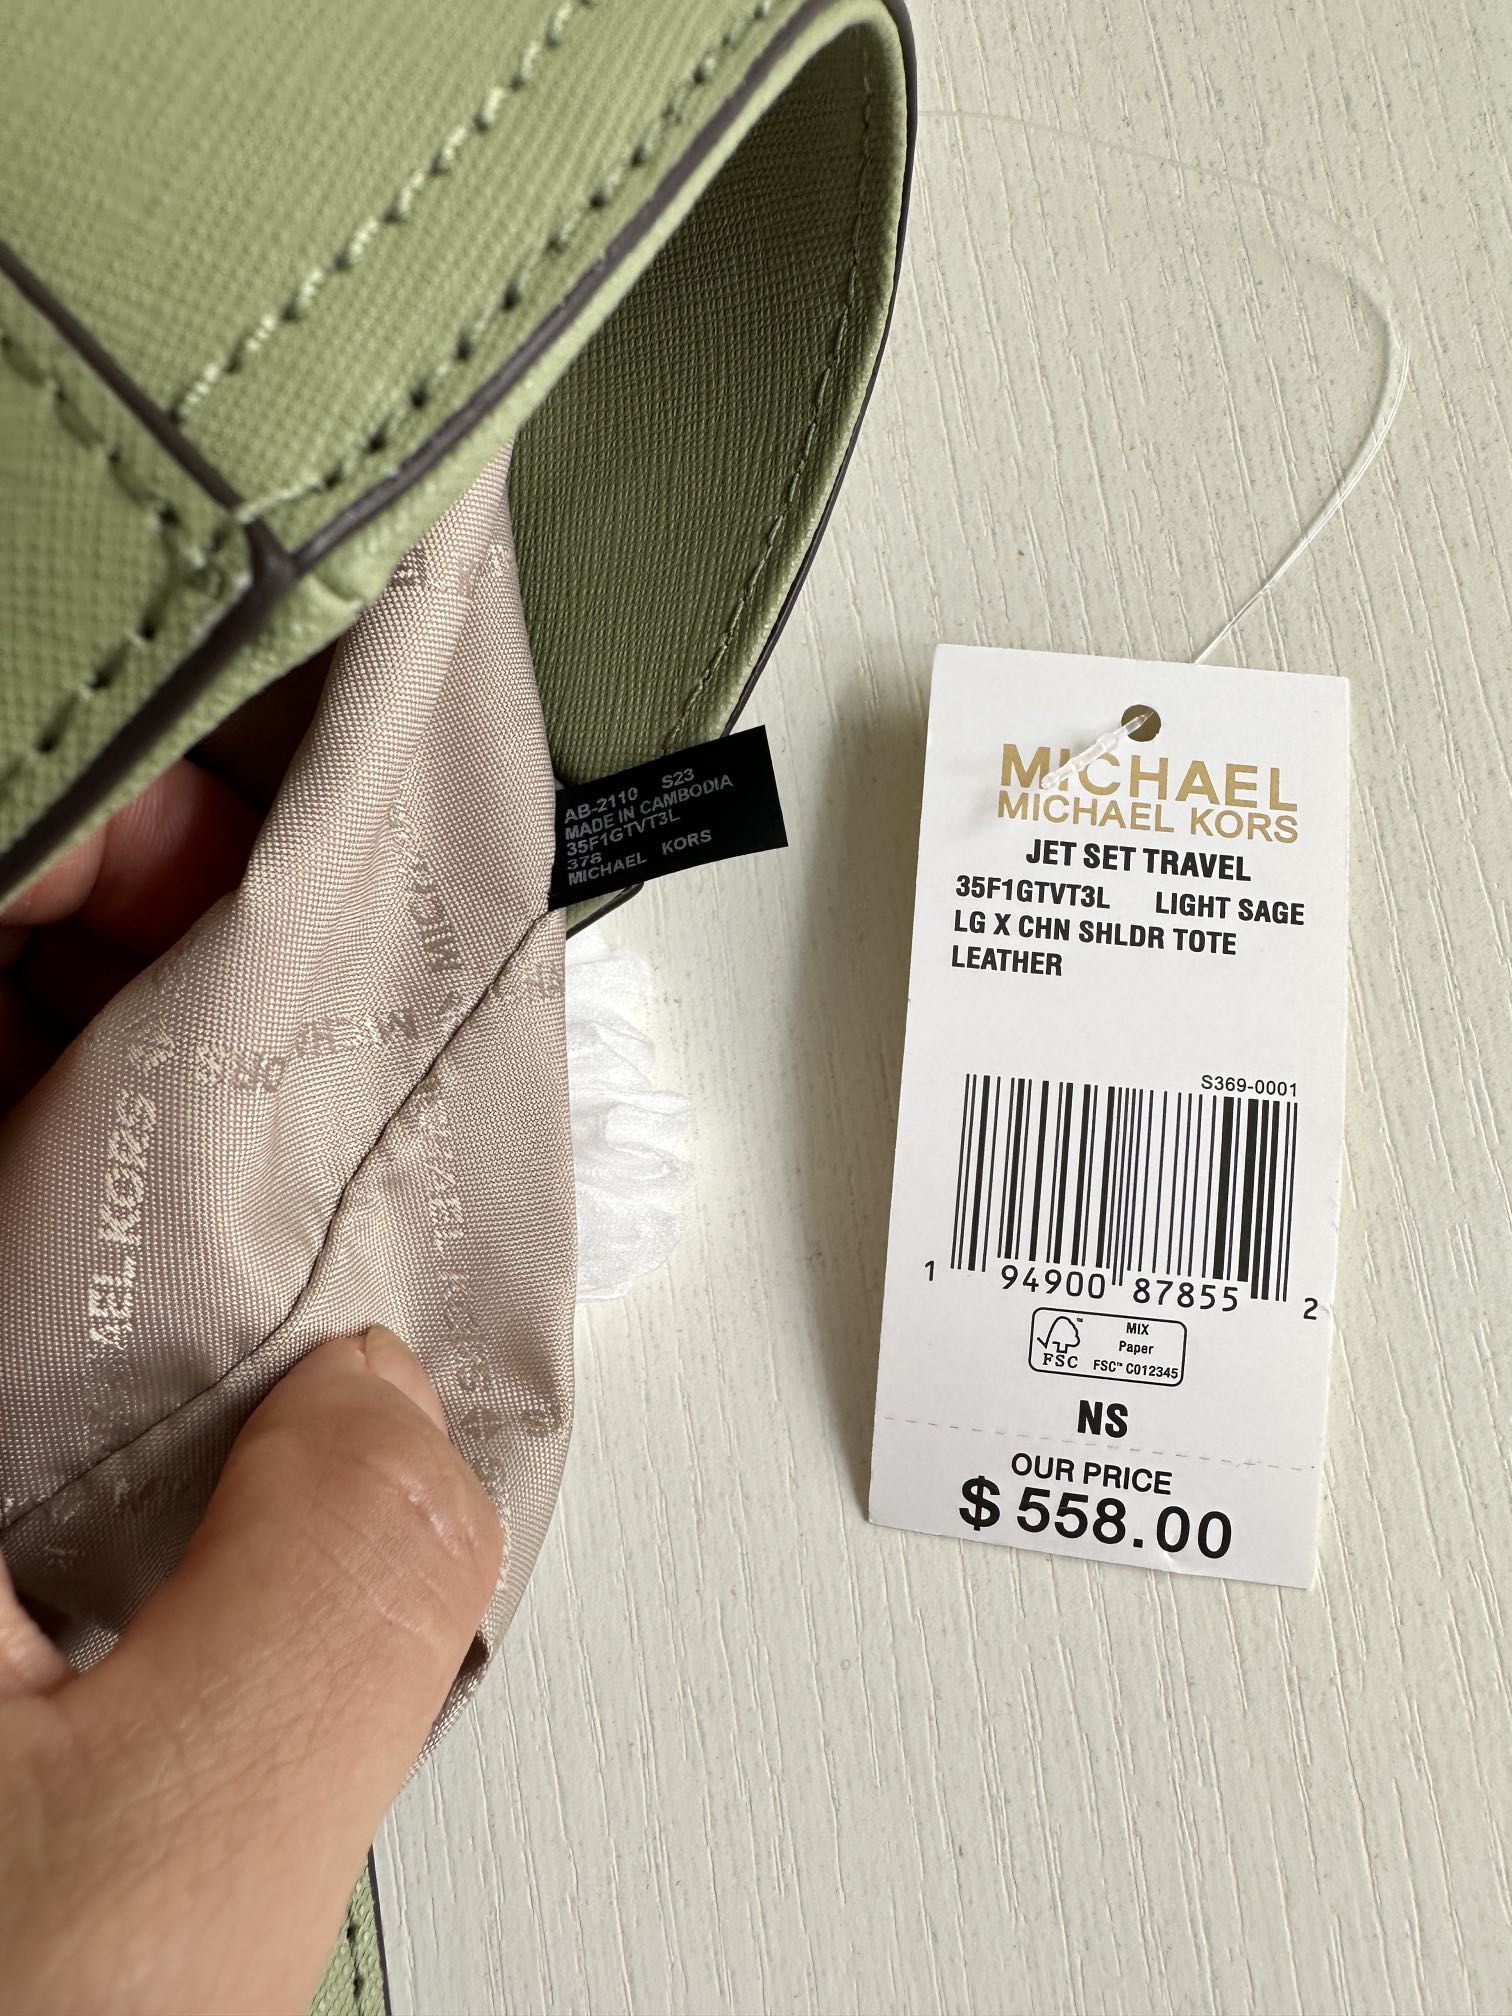 AB-2110 S23
MADE IN CAMBODIA
35F1GTVT3L
378
MICHAEL KORS
MICHAEL
MICHAEL KORS
JET SET TRAVEL
35F1GTVT3L LIGHT SAGE
LG X CHN SHLDR TOTE
LEATHER
S369-0001
1 94900 87855 2
FSC
MIX
Paper
FSC™ C012345
NS
OUR PRICE
$558.00